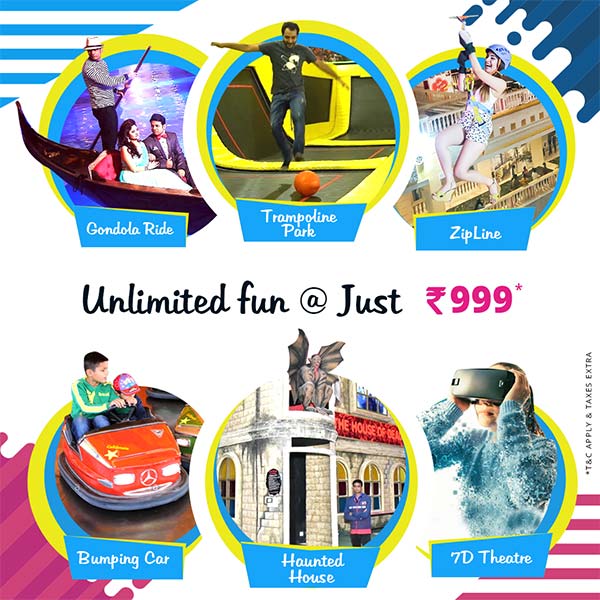 Gondola Ride
Trampoline
Park
ZipLine
Unlimited fun @ Just ₹999*
*T&C APPLY & TAXES EXTRA
THE HOUSE OF
Bumping Car
Haunted
House
7D Theatre